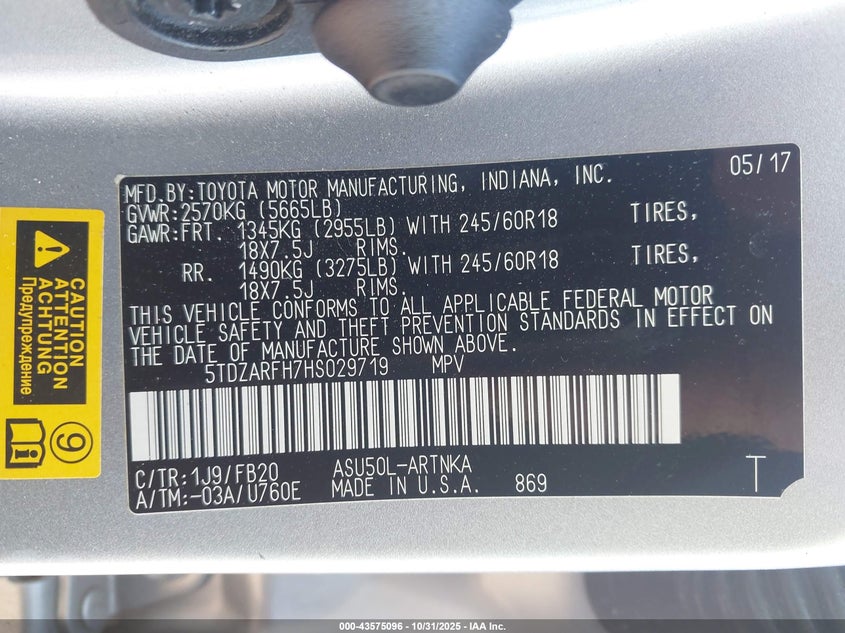 05/17
MFD.BY:TOYOTA MOTOR MANUFACTURING, INDIANA, INC.
GVWR:2570KG (5665LB)
GAWR:FRT. 1345KG (2955LB) WITH 245/60R18 TIRES,
18X7.5J RIMS.
RR. 1490KG (3275LB) WITH 245/60R18 TIRES,
18X7.5J RIMS.
THIS VEHICLE CONFORMS TO ALL APPLICABLE FEDERAL MOTOR
VEHICLE SAFETY AND THEFT PREVENTION STANDARDS IN EFFECT ON
THE DATE OF MANUFACTURE SHOWN ABOVE.
5TDZARFH7HS029719 MPV
C/TR:1J9/FB20 ASU50L-ARTNKA
A/TM:-03A/U760E MADE IN U.S.A. 869 T
CAUTION
ATTENTION
ACHTUNG
Предупреждение
9
000-43575096 - 10/31/2025 - IAA Inc.